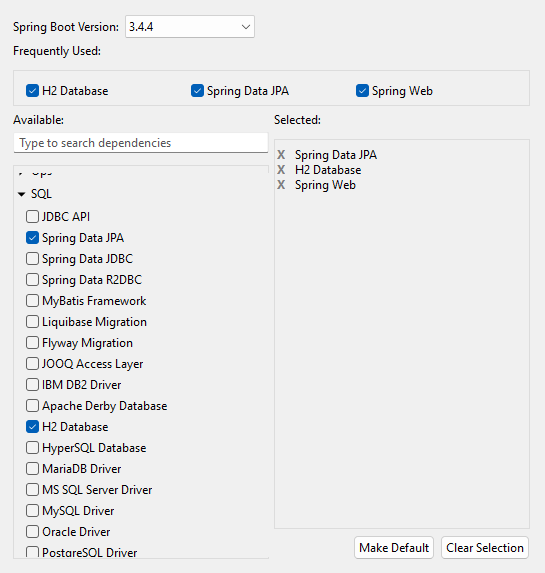 Spring Boot Version: 3.4.4
Frequently Used:
H2 Database Spring Data JPA Spring Web
Available: Selected:
Type to search dependencies
X Spring Data JPA
X H2 Database
X Spring Web
Ops
SQL
JDBC API
Spring Data JPA
Spring Data JDBC
Spring Data R2DBC
MyBatis Framework
Liquibase Migration
Flyway Migration
JOOQ Access Layer
IBM DB2 Driver
Apache Derby Database
H2 Database
HyperSQL Database
MariaDB Driver
MS SQL Server Driver
MySQL Driver
Oracle Driver
PostgreSQL Driver
Make Default Clear Selection